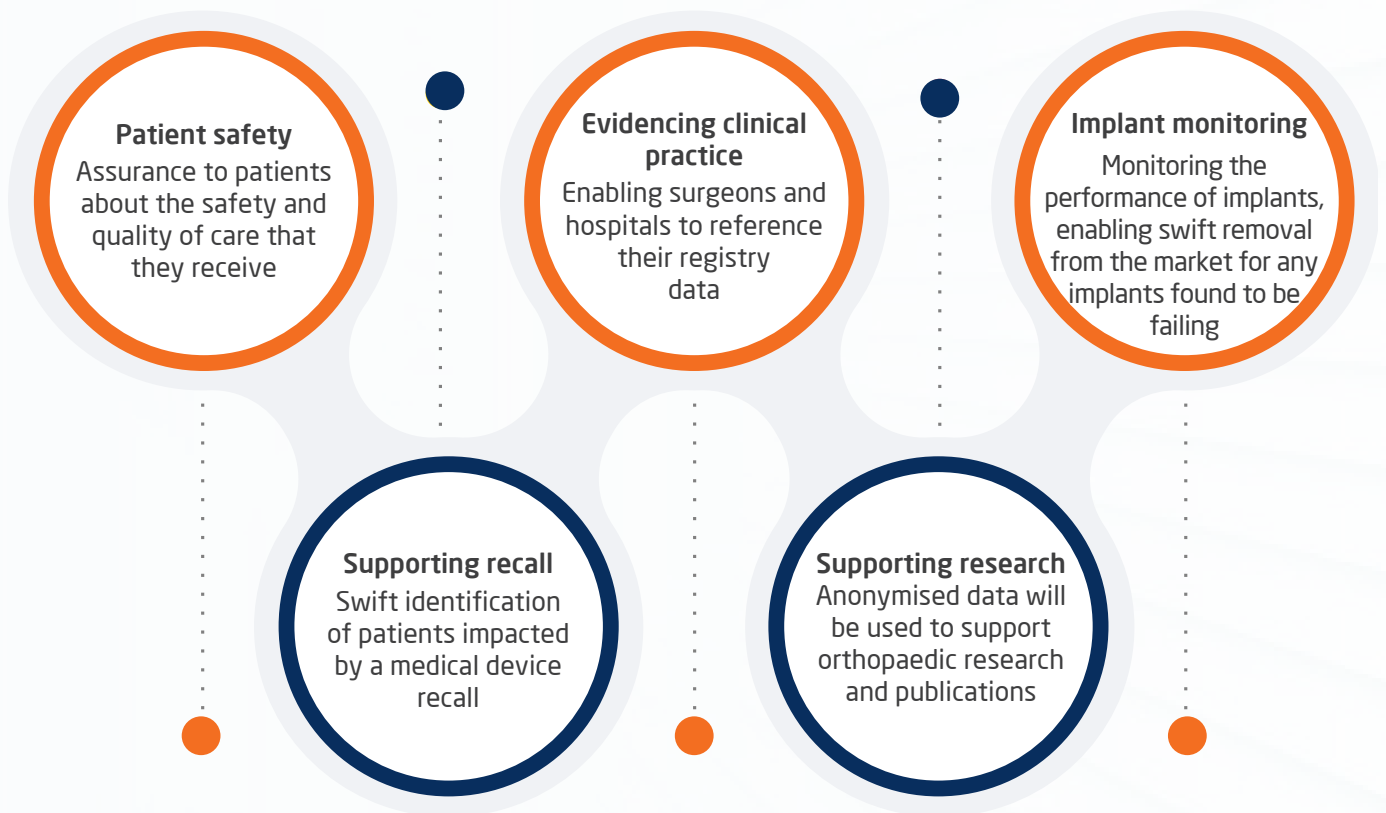 Patient safety
Assurance to patients
about the safety and
quality of care that
they receive
Evidencing clinical
practice
Enabling surgeons and
hospitals to reference
their registry
data
Implant monitoring
Monitoring the
performance of implants,
enabling swift removal
from the market for any
implants found to be
failing
Supporting recall
Swift identification
of patients impacted
by a medical device
recall
Supporting research
Anonymised data will
be used to support
orthopaedic research
and publications